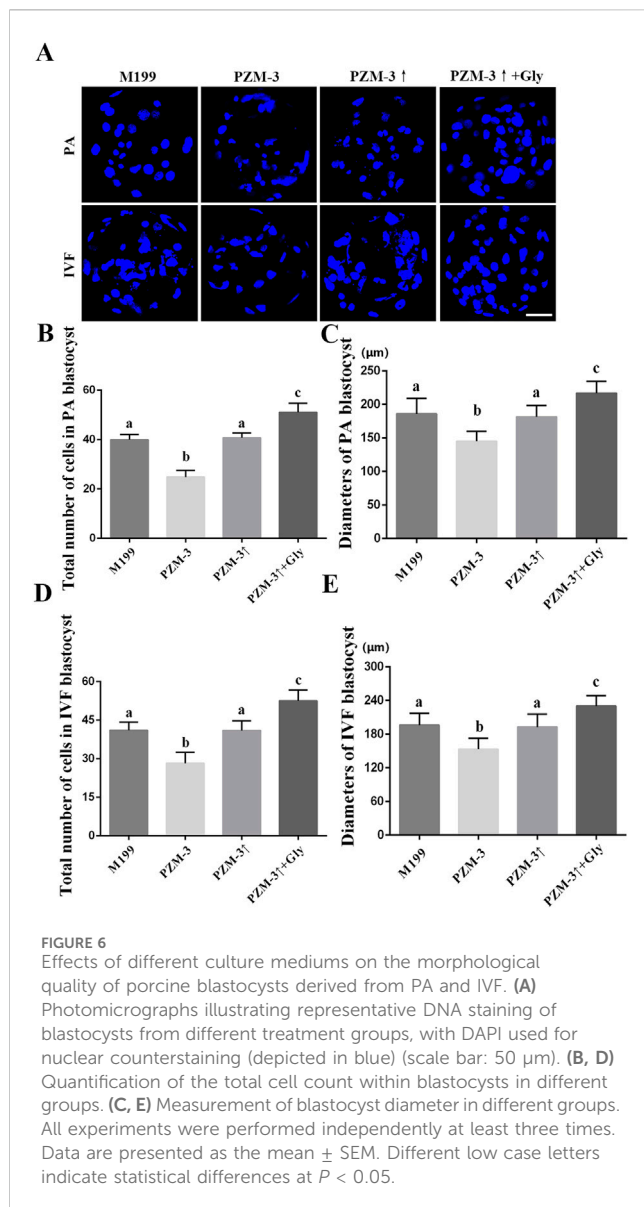 A
M199 PZM-3 PZM-3↑ PZM-3↑+Gly
PA
IVF
B
Total number of cells in PA blastocyst
60
40
20
0
a
b
a
c
M199
PZM-3
PZM-3↑
PZM-3↑+Gly
C
(μm)
Diameters of PA blastocyst
250
200
150
100
50
0
a
b
a
c
M199
PZM-3
PZM-3↑
PZM-3↑+Gly
D
Total number of cells in IVF blastocyst
60
45
30
15
0
a
b
a
c
M199
PZM-3
PZM-3↑
PZM-3↑+Gly
E
(μm)
Diameters of IVF blastocyst
300
240
180
120
60
0
a
b
a
c
M199
PZM-3
PZM-3↑
PZM-3↑+Gly
FIGURE 6
Effects of different culture mediums on the morphological
quality of porcine blastocysts derived from PA and IVF. (A)
Photomicrographs illustrating representative DNA staining of
blastocysts from different treatment groups, with DAPI used for
nuclear counterstaining (depicted in blue) (scale bar: 50 μm). (B, D)
Quantification of the total cell count within blastocysts in different
groups. (C, E) Measurement of blastocyst diameter in different groups.
All experiments were performed independently at least three times.
Data are presented as the mean ± SEM. Different low case letters
indicate statistical differences at P < 0.05.